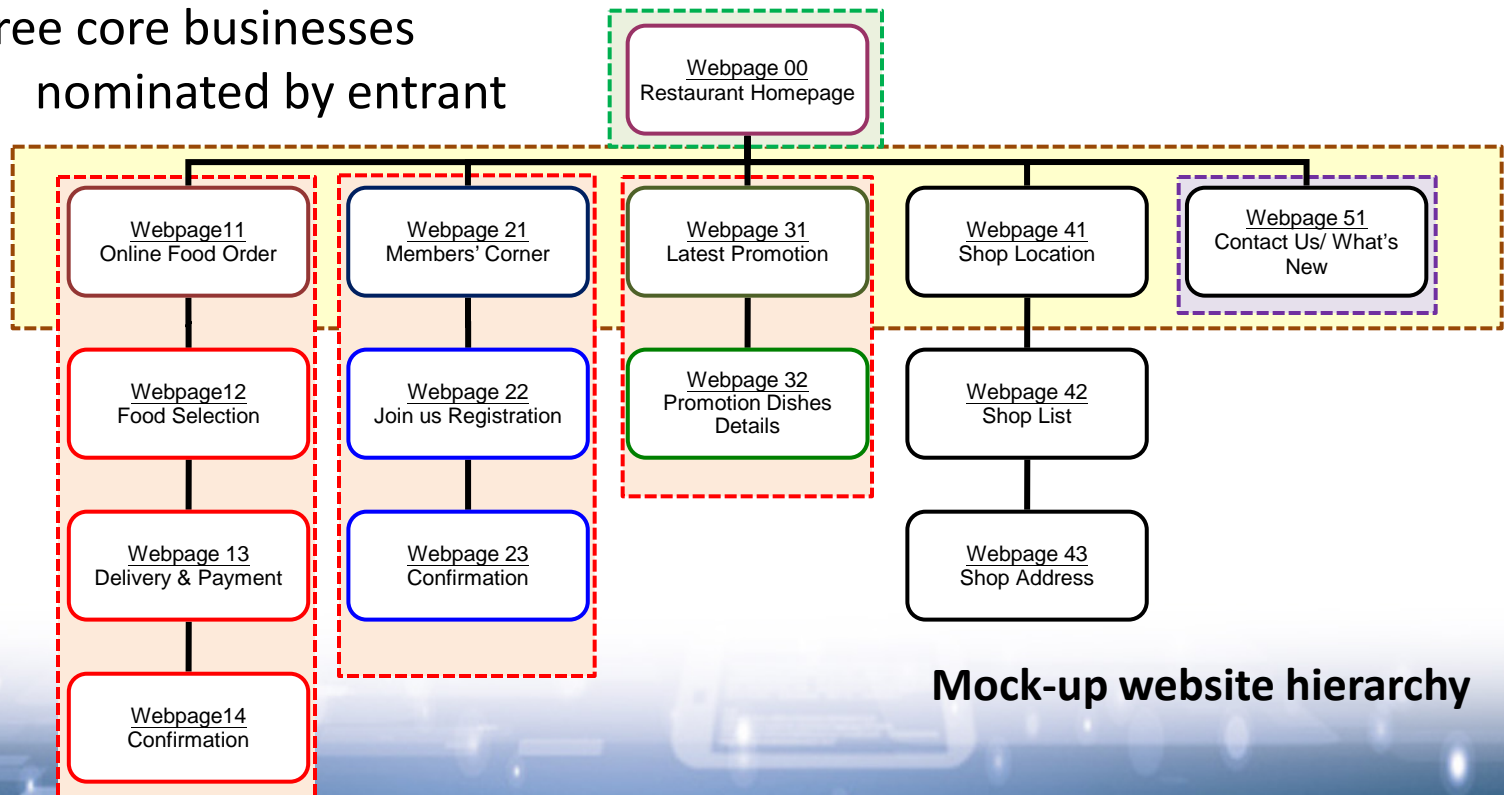 ree core businesses
nominated by entrant
Webpage 00
Restaurant Homepage
Webpage11
Online Food Order
Webpage 21
Members’ Corner
Webpage 31
Latest Promotion
Webpage 41
Shop Location
Webpage 51
Contact Us/ What’s
New
Webpage12
Food Selection
Webpage 22
Join us Registration
Webpage 32
Promotion Dishes
Details
Webpage 42
Shop List
Webpage 13
Delivery & Payment
Webpage 23
Confirmation
Webpage 43
Shop Address
Webpage14
Confirmation
Mock-up website hierarchy